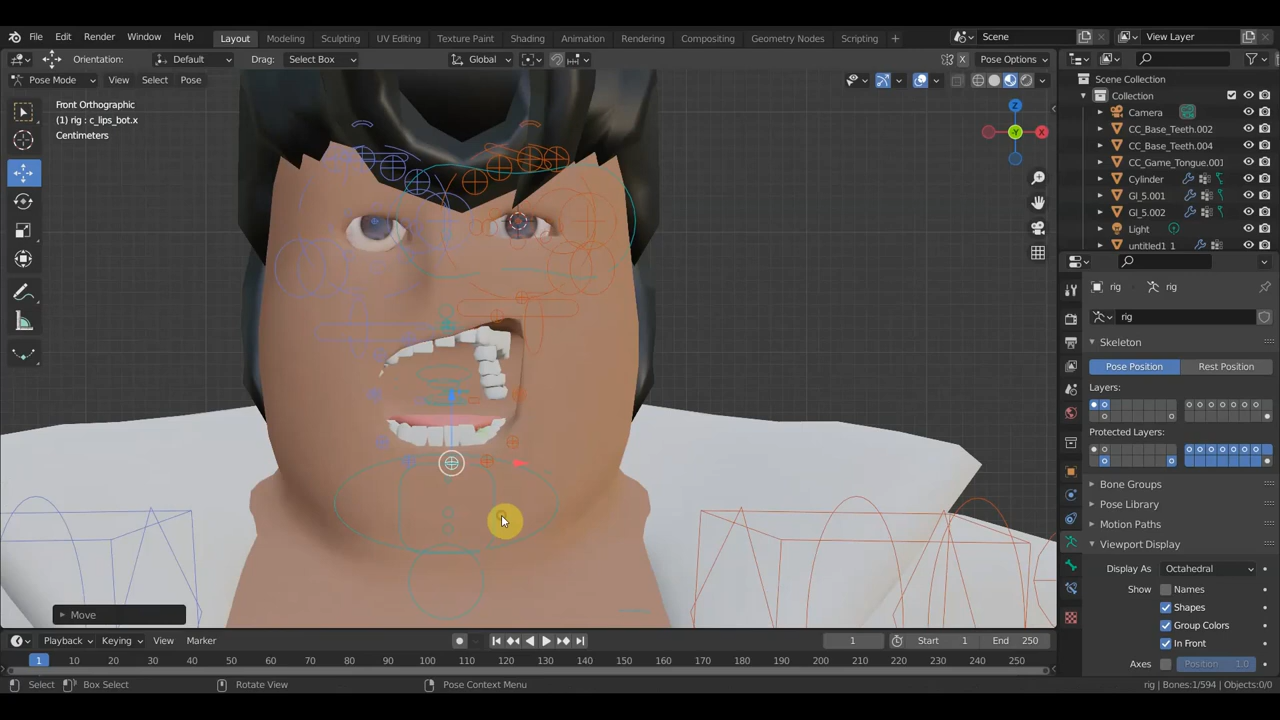 File Edit Render Window Help Layout Modeling Sculpting UV Editing Texture Paint Shading Animation Rendering Compositing Geometry Nodes Scripting + Scene View Layer
Orientation: Default Drag: Select Box Global Pose Options
Pose Mode View Select Pose
Front Orthographic
(1) rig : c_lips_bot.x
Centimeters
Z
-Y
X
Move
Scene Collection
Collection
Camera
CC_Base_Teeth.002
CC_Base_Teeth.004
CC_Game_Tongue.001
Cylinder
GI_5.001
GI_5.002
Light
untitled1 1
rig rig
rig
Skeleton
Pose Position Rest Position
Layers:
Protected Layers:
Bone Groups
Pose Library
Motion Paths
Viewport Display
Display As Octahedral
Show Names
Shapes
Group Colors
In Front
Axes Position 1.0
Playback Keying View Marker 1 Start 1 End 250
1 10 20 30 40 50 60 70 80 90 100 110 120 130 140 150 160 170 180 190 200 210 220 230 240 250
Select Box Select Rotate View Pose Context Menu rig | Bones:1/594 | Objects:0/0